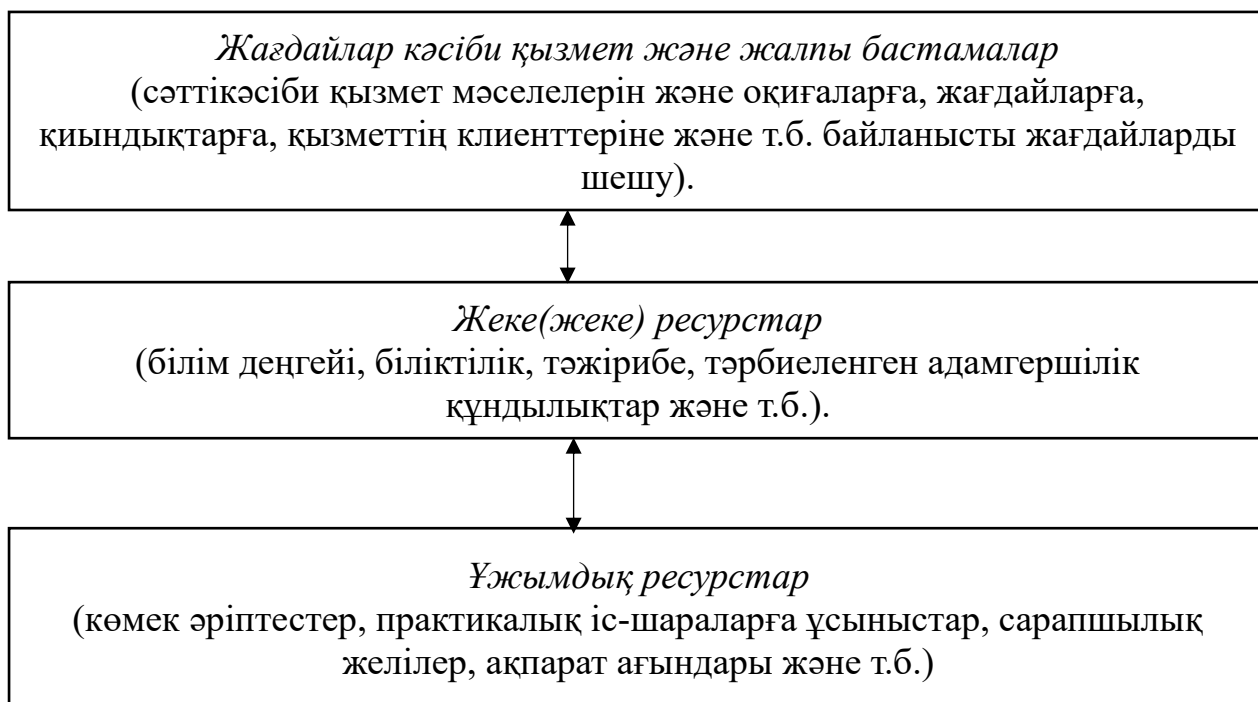 Жағдайлар кәсіби қызмет және жалпы бастамалар
(сәттікәсіби қызмет мәселелерін және оқиғаларға, жағдайларға,
қиындықтарға, қызметтің клиенттеріне және т.б. байланысты жағдайларды
шешу).
Жеке(жеке) ресурстар
(білім деңгейі, біліктілік, тәжірибе, тәрбиеленген адамгершілік
құндылықтар және т.б.).
Ұжымдық ресурстар
(көмек әріптестер, практикалық іс-шараларға ұсыныстар, сарапшылық
желілер, ақпарат ағындары және т.б.)